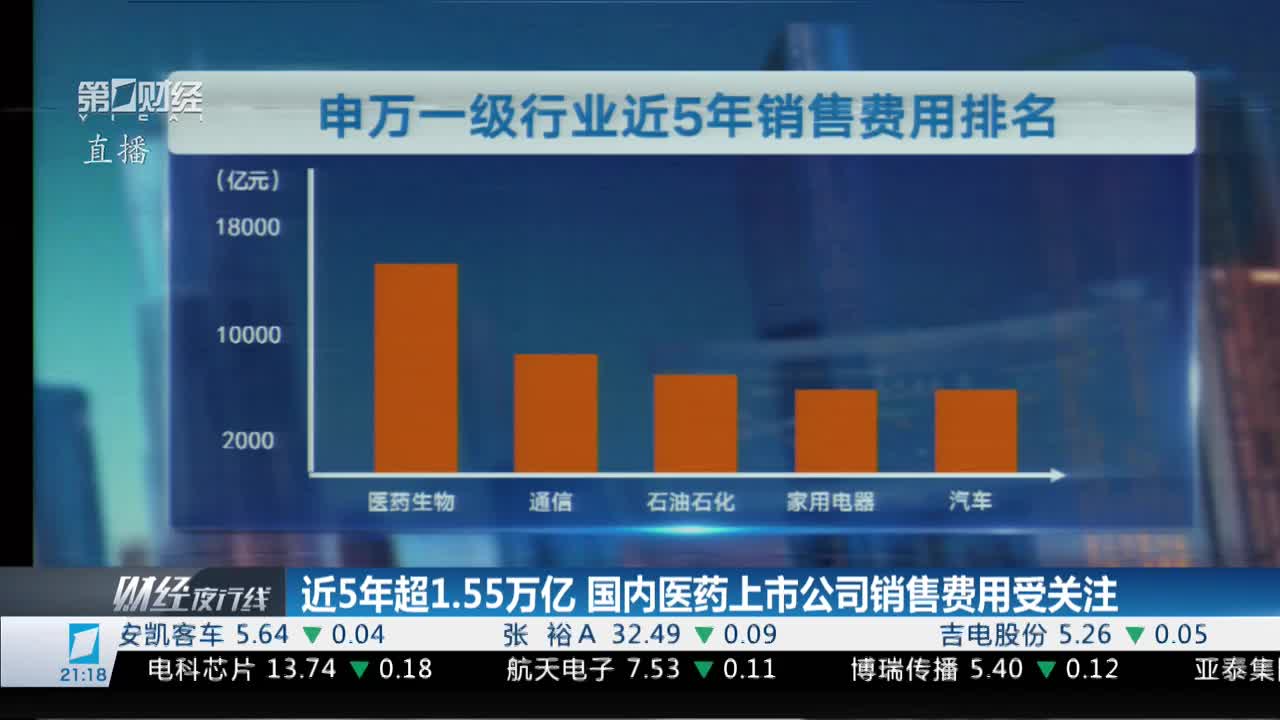 第一财经
YICAI
直播
申万一级行业近5年销售费用排名
(亿元)
18000
10000
2000
医药生物 通信 石油石化 家用电器 汽车
财经夜行线
近5年超1.55万亿 国内医药上市公司销售费用受关注
安凯客车 5.64 ▼ 0.04 张 裕A 32.49 ▼ 0.09 吉电股份 5.26 ▼ 0.05
21:18
电科芯片 13.74 ▼ 0.18 航天电子 7.53 ▼ 0.11 博瑞传播 5.40 ▼ 0.12 亚泰集